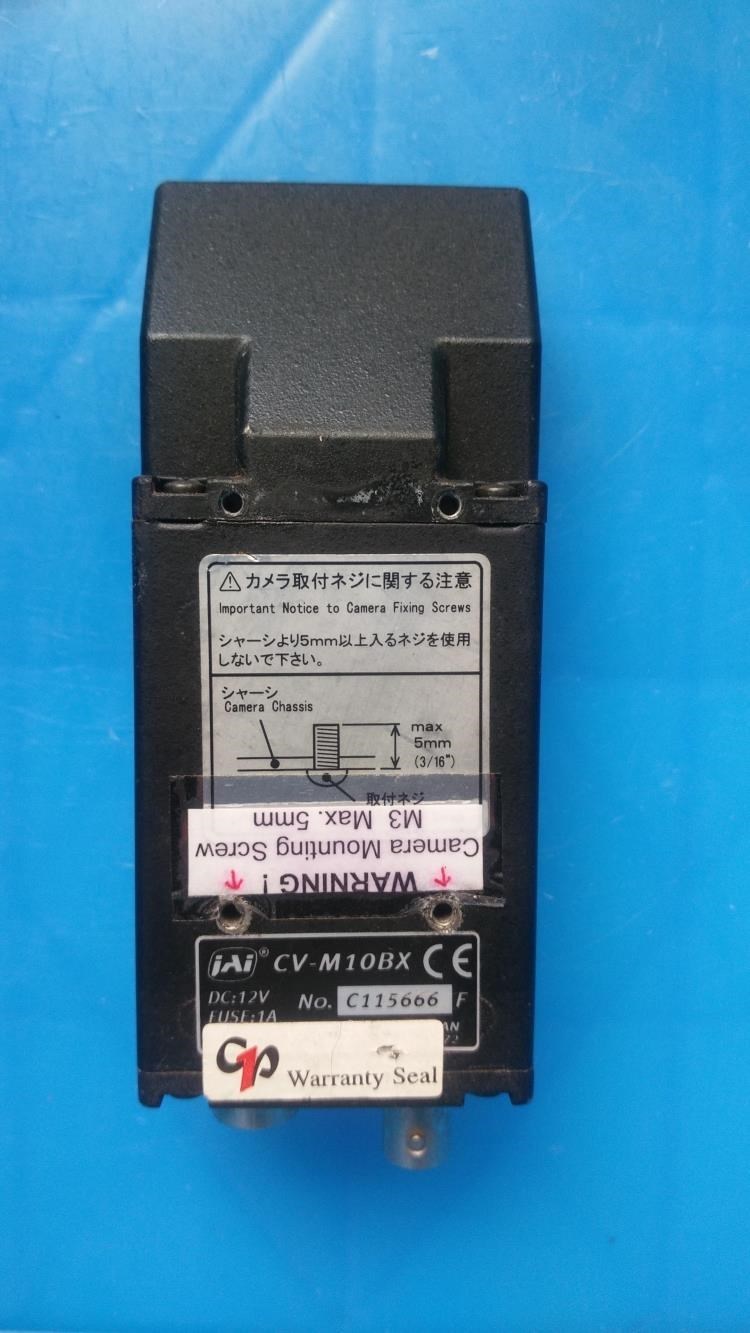 ⚠カメラ取付ネジに関する注意
Important Notice to Camera Fixing Screws
シャーシより5mm以上入るネジを使用
しないで下さい。
シャーシ
Camera Chassis
max
5mm
(3/16")
取付ネジ
WARNING !
Camera Mounting Screw
M3 Max. 5mm
JAi® CV-M10BX CE
DC:12V No. C115666 F
FUSE:1A
AN
72
GP Warranty Seal